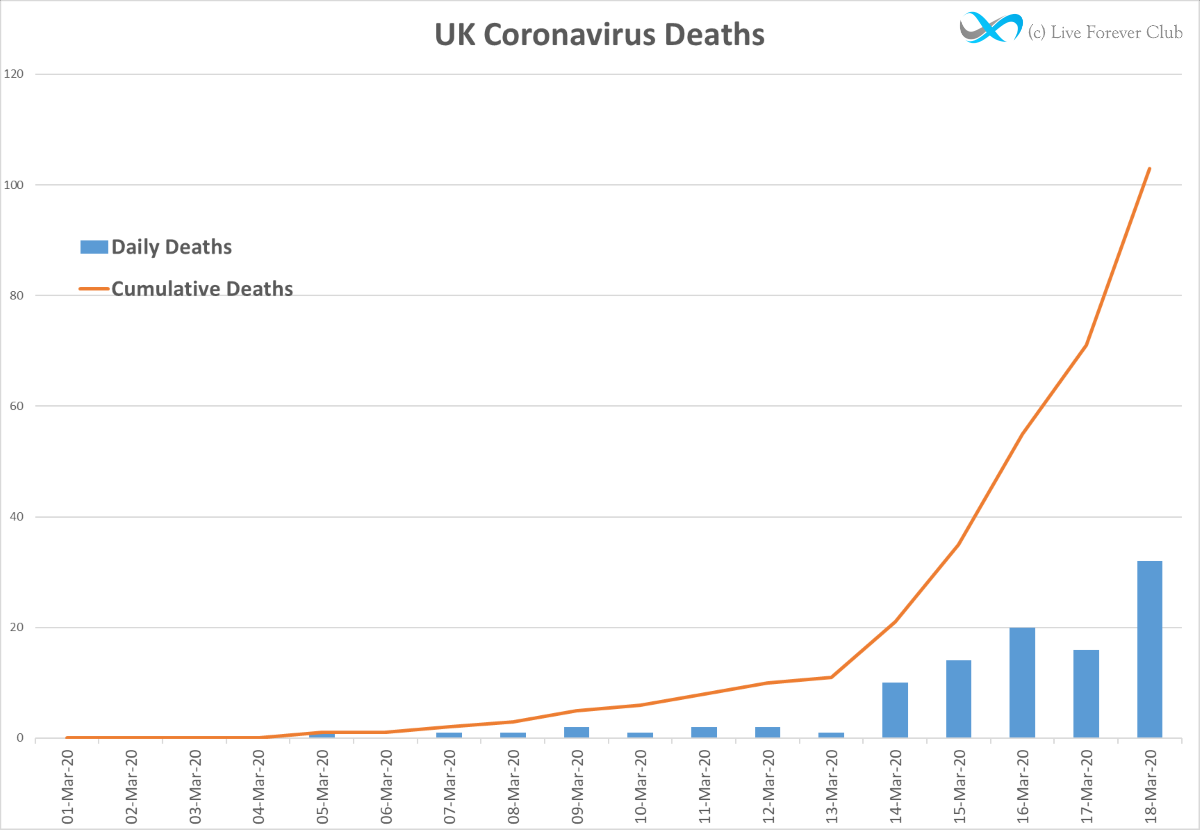 UK Coronavirus Deaths
(c) Live Forever Club
120
100
80
60
40
20
0
Daily Deaths
Cumulative Deaths
01-Mar-20
02-Mar-20
03-Mar-20
04-Mar-20
05-Mar-20
06-Mar-20
07-Mar-20
08-Mar-20
09-Mar-20
10-Mar-20
11-Mar-20
12-Mar-20
13-Mar-20
14-Mar-20
15-Mar-20
16-Mar-20
17-Mar-20
18-Mar-20